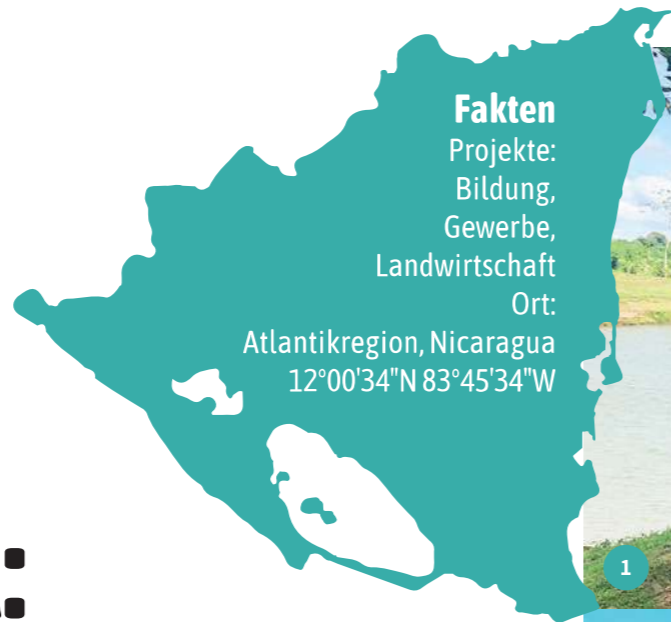 Fakten
Projekte:
Bildung,
Gewerbe,
Landwirtschaft
Ort:
Atlantikregion, Nicaragua
12°00'34"N 83°45'34"W
1